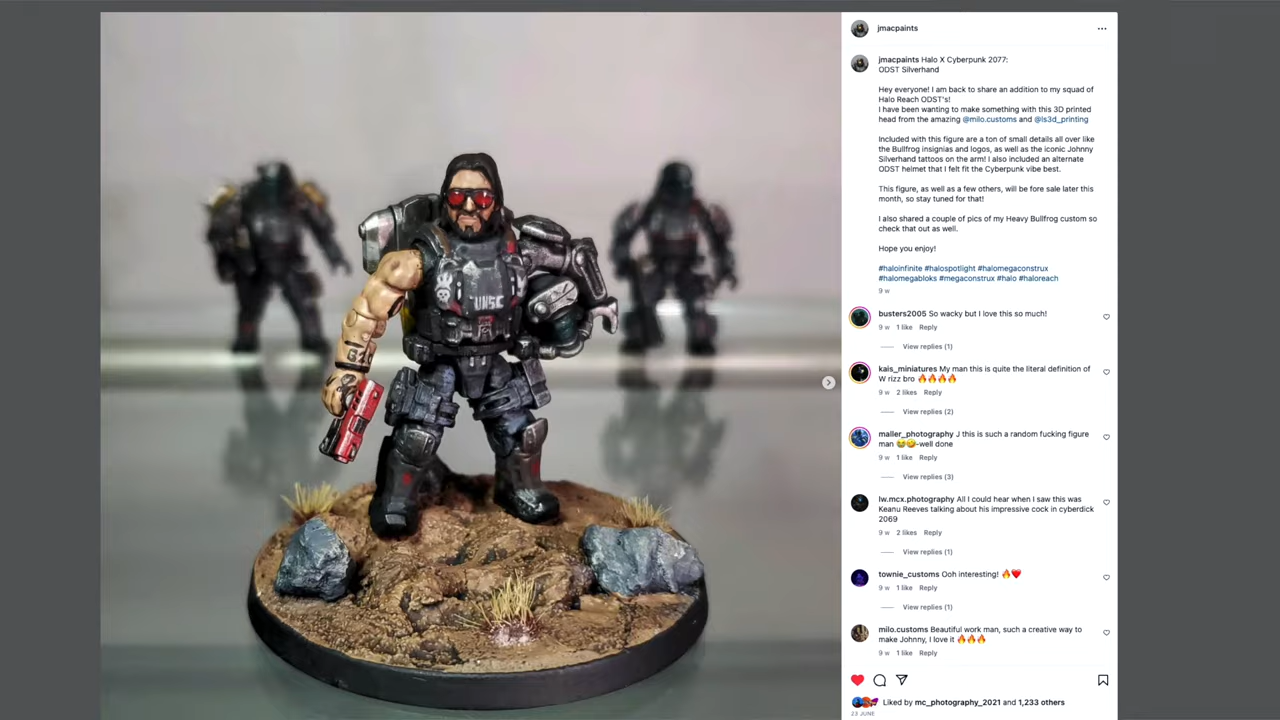 jmacpaints
jmacpaints Halo X Cyberpunk 2077:
ODST Silverhand
Hey everyone! I am back to share an addition to my squad of
Halo Reach ODST's!
I have been wanting to make something with this 3D printed
head from the amazing @milo.customs and @ls3d_printing
Included with this figure are a ton of small details all over like
the Bullfrog insignias and logos, as well as the iconic Johnny
Silverhand tattoos on the arm! I also included an alternate
ODST helmet that I felt fit the Cyberpunk vibe best.
This figure, as well as a few others, will be fore sale later this
month, so stay tuned for that!
I also shared a couple of pics of my Heavy Bullfrog custom so
check that out as well.
Hope you enjoy!
#haloinfinite #halospotlight #halomegaconstrux
#halomegabloks #megaconstrux #halo #haloreach
9 w
busters2005 So wacky but I love this so much!
9 w 1 like Reply
View replies (1)
kais_miniatures My man this is quite the literal definition of
W rizz bro 🔥🔥🔥🔥
9 w 2 likes Reply
View replies (2)
maller_photography J this is such a random fucking figure
man 😂🤣-well done
9 w 1 like Reply
View replies (3)
lw.mcx.photography All I could hear when I saw this was
Keanu Reeves talking about his impressive cock in cyberdick
2069
9 w 2 likes Reply
View replies (1)
townie_customs Ooh interesting! 🔥❤️
9 w 1 like Reply
View replies (1)
milo.customs Beautiful work man, such a creative way to
make Johnny, I love it 🔥🔥🔥
9 w 1 like Reply
Liked by mc_photography_2021 and 1,233 others
23 JUNE
UNSC